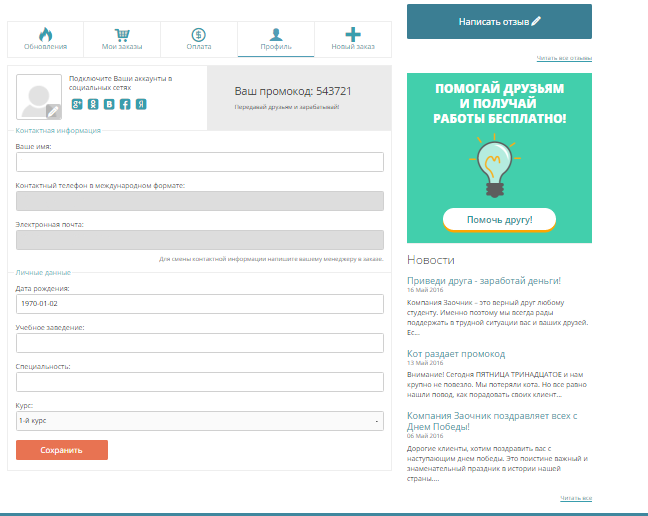 Обновления
Мои заказы
Оплата
Профиль
Новый заказ
Подключите Ваши аккаунты в
социальных сетях
Ваш промокод: 543721
Передавай друзьям и зарабатывай!
Контактная информация
Ваше имя:
Контактный телефон в международном формате:
Электронная почта:
Для смены контактной информации напишите вашему менеджеру в заказе.
Личные данные
Дата рождения:
1970-01-02
Учебное заведение:
Специальность:
Курс:
1-й курс
Сохранить
Написать отзыв
Читать все отзывы
ПОМОГАЙ ДРУЗЬЯМ
И ПОЛУЧАЙ
РАБОТЫ БЕСПЛАТНО!
Помочь другу!
Новости
Приведи друга - заработай деньги!
16 Май 2016
Компания Заочник – это верный друг любому
студенту. Именно поэтому мы всегда рады
поддержать в трудной ситуации вас и ваших друзей.
Ес...
Кот раздает промокод
13 Май 2016
Внимание! Сегодня ПЯТНИЦА ТРИНАДЦАТОЕ и нам
крупно не повезло. Мы потеряли кота. Но все равно
нашли повод, как порадовать своих клиент...
Компания Заочник поздравляет всех с
Днем Победы!
06 Май 2016
Дорогие клиенты, хотим поздравить вас с
наступающим днем победы. Это поистине важный и
знаменательный праздник в истории нашей
страны....
Читать все